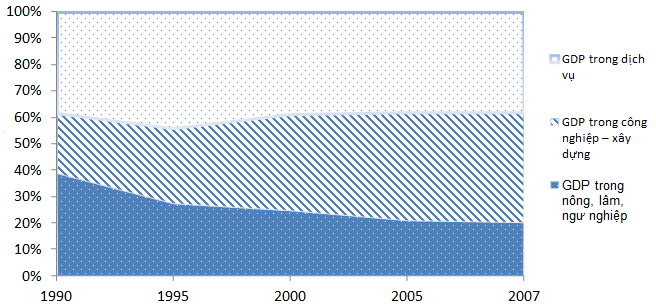 100%
90%
80%
70%
60%
50%
40%
30%
20%
10%
0%
1990 1995 2000 2005 2007
GDP trong dịch
vụ
GDP trong công
nghiệp – xây
dựng
GDP trong
nông, lâm,
ngư nghiệp